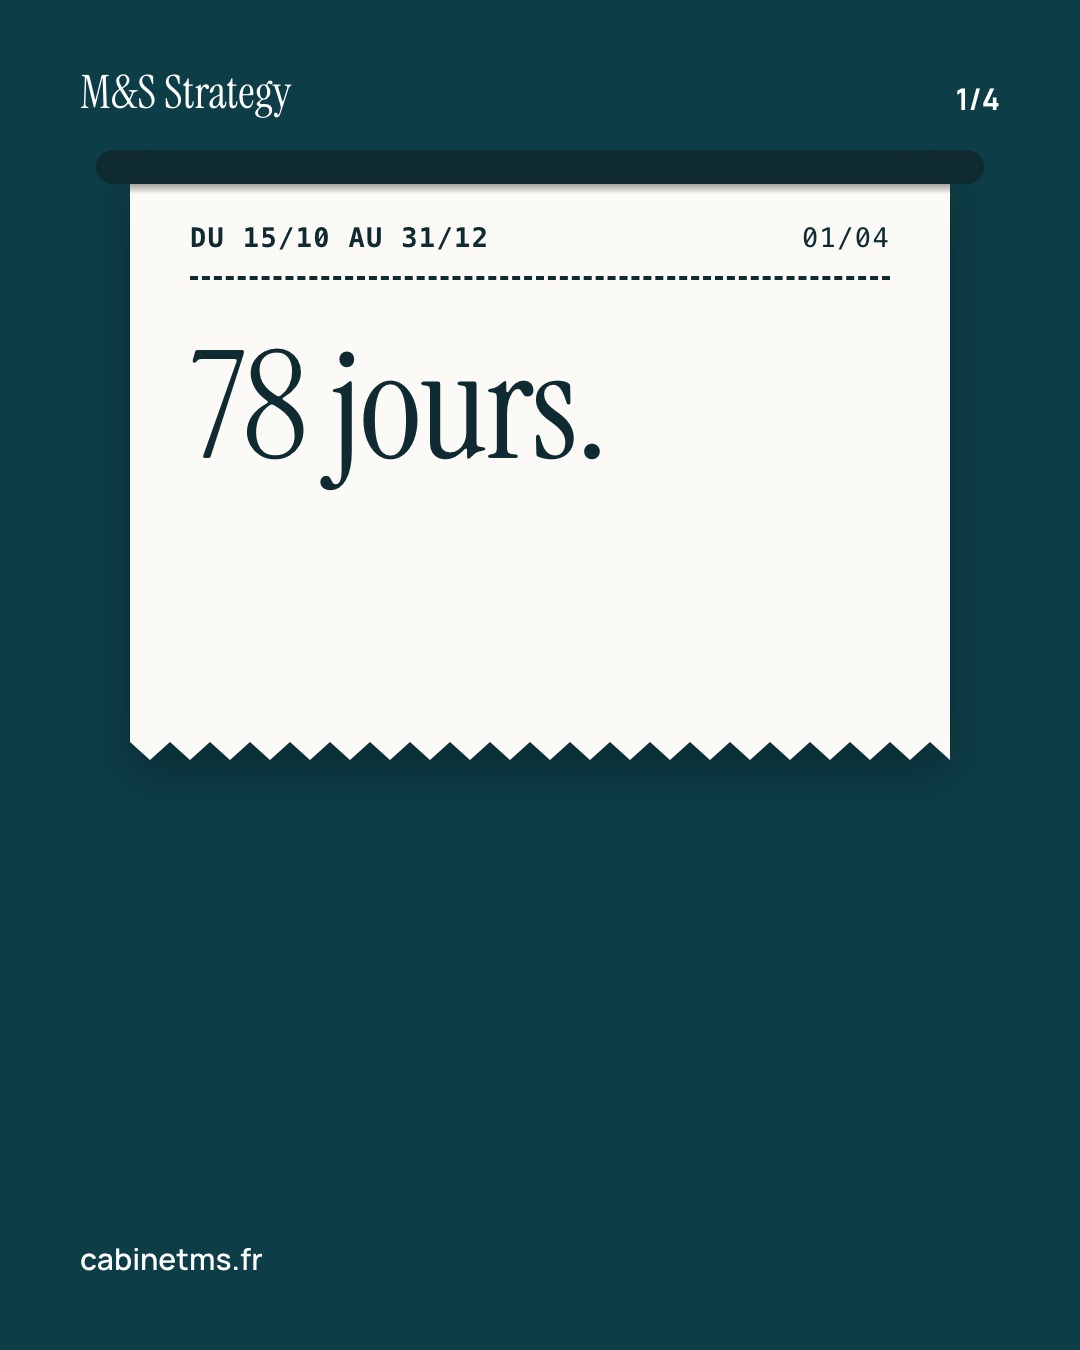 M&S Strategy
1/4
DU 15/10 AU 31/12
01/04
78 jours.
cabinetms.fr